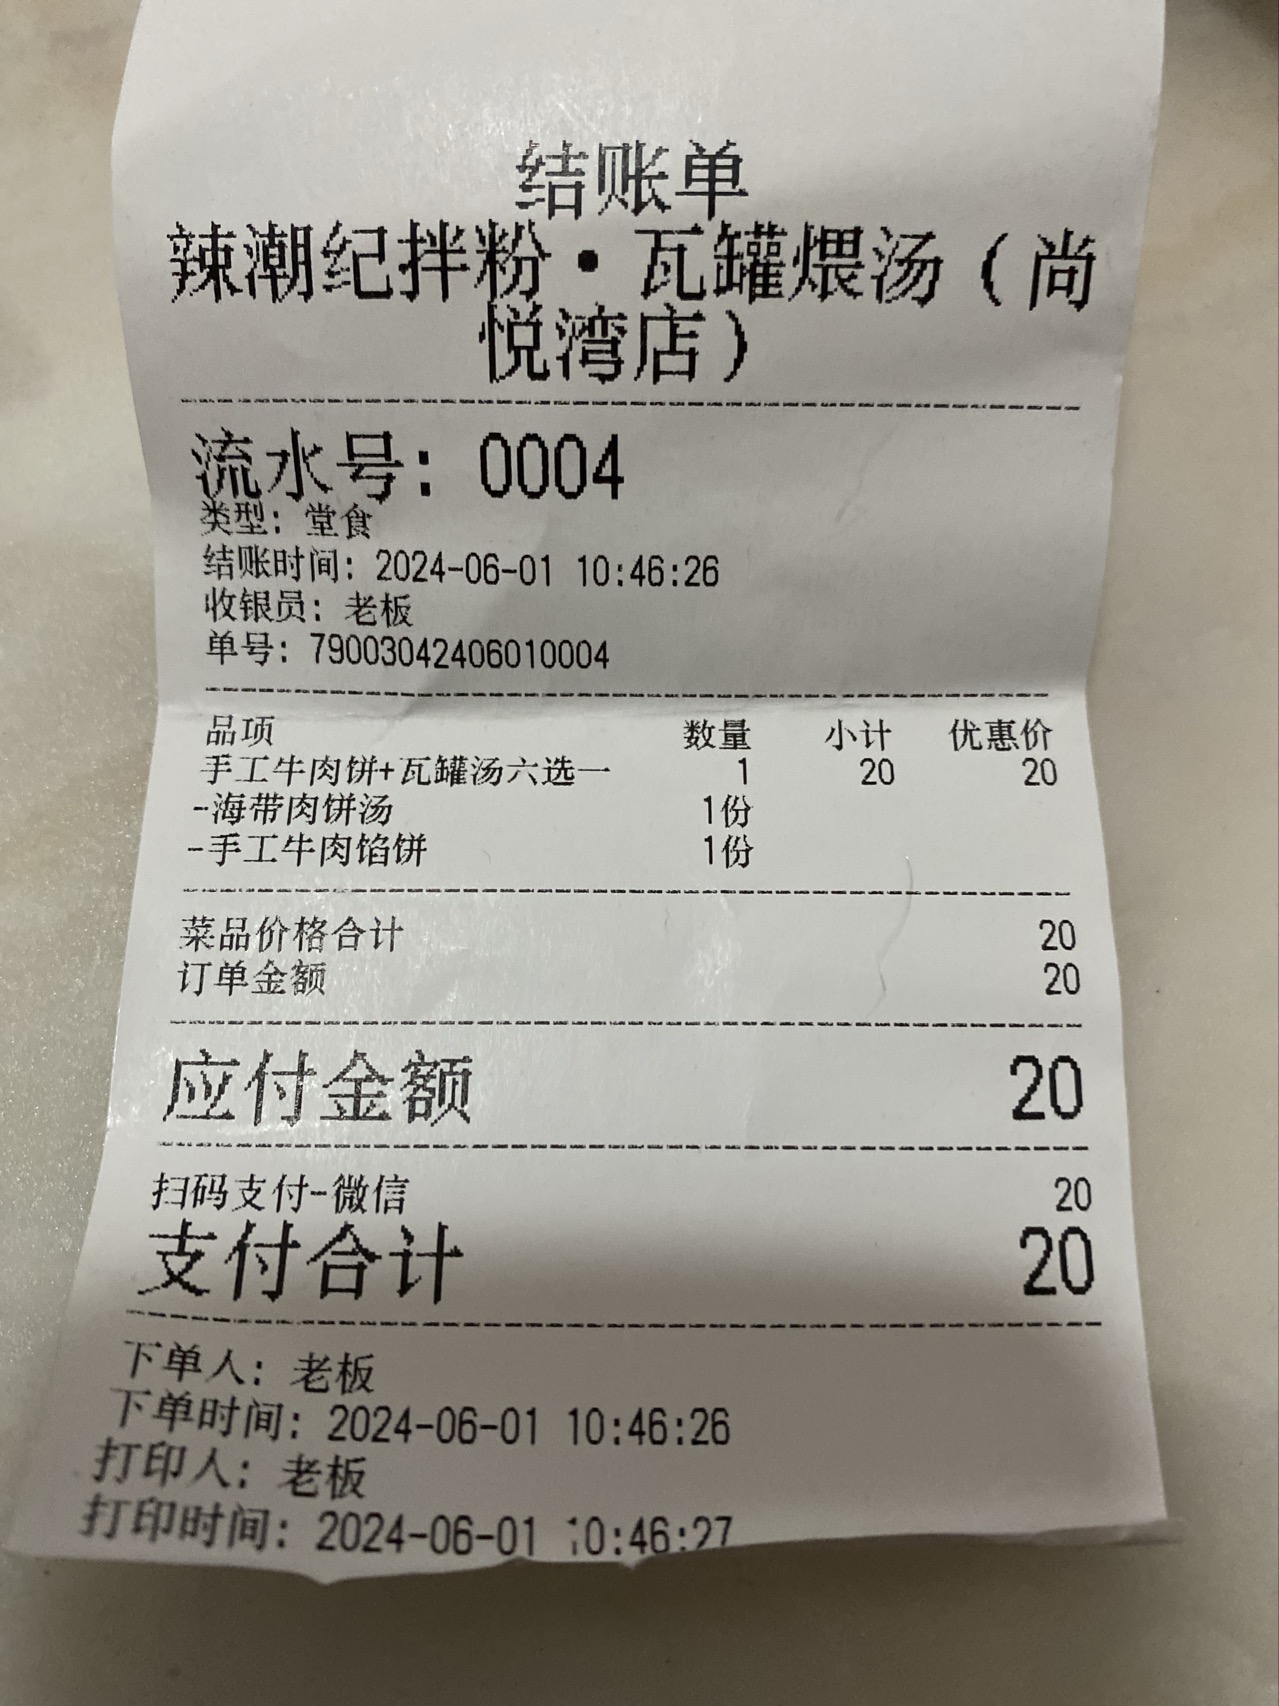 结账单
辣潮纪拌粉·瓦罐煨汤(尚
悦湾店)
流水号: 0004
类型: 堂食
结账时间: 2024-06-01 10:46:26
收银员: 老板
单号: 79003042406010004
品项 数量 小计 优惠价
手工牛肉饼+瓦罐汤六选一 1 20 20
-海带肉饼汤 1份
-手工牛肉馅饼 1份
菜品价格合计 20
订单金额 20
应付金额 20
扫码支付-微信 20
支付合计 20
下单人: 老板
下单时间: 2024-06-01 10:46:26
打印人: 老板
打印时间: 2024-06-01 10:46:27